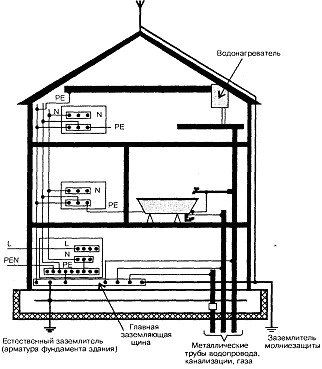 Водонагреватель
PE
N
N
PE
N
PE
L
L
N
PEN
PE
Естественный заземлитель
(арматура фундамента здания)
Главная
заземляющая
шина
Металлические
трубы водопровода,
канализации, газа
Заземлитель
молниезащиты